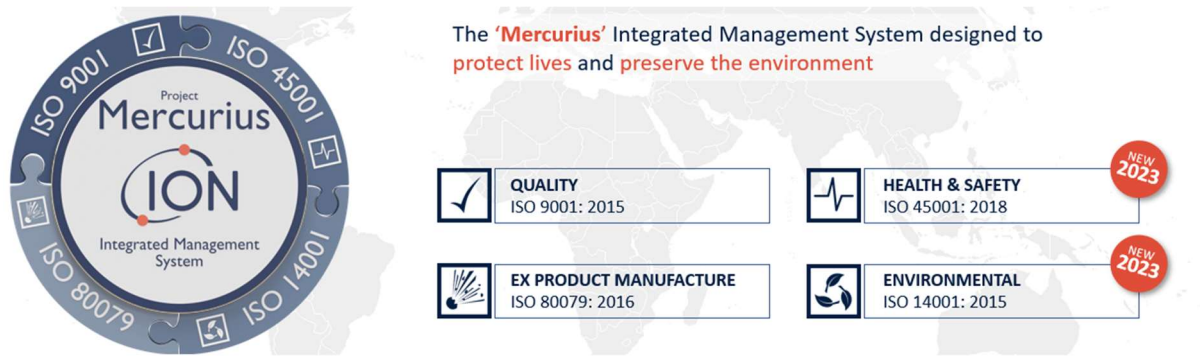 ISO 9001
ISO 45001
ISO 14001
ISO 80079
Project
Mercurius
ION
Integrated Management
System
The ‘Mercurius’ Integrated Management System designed to
protect lives and preserve the environment
QUALITY
ISO 9001: 2015
HEALTH & SAFETY
ISO 45001: 2018
NEW
2023
EX PRODUCT MANUFACTURE
ISO 80079: 2016
ENVIRONMENTAL
ISO 14001: 2015
NEW
2023